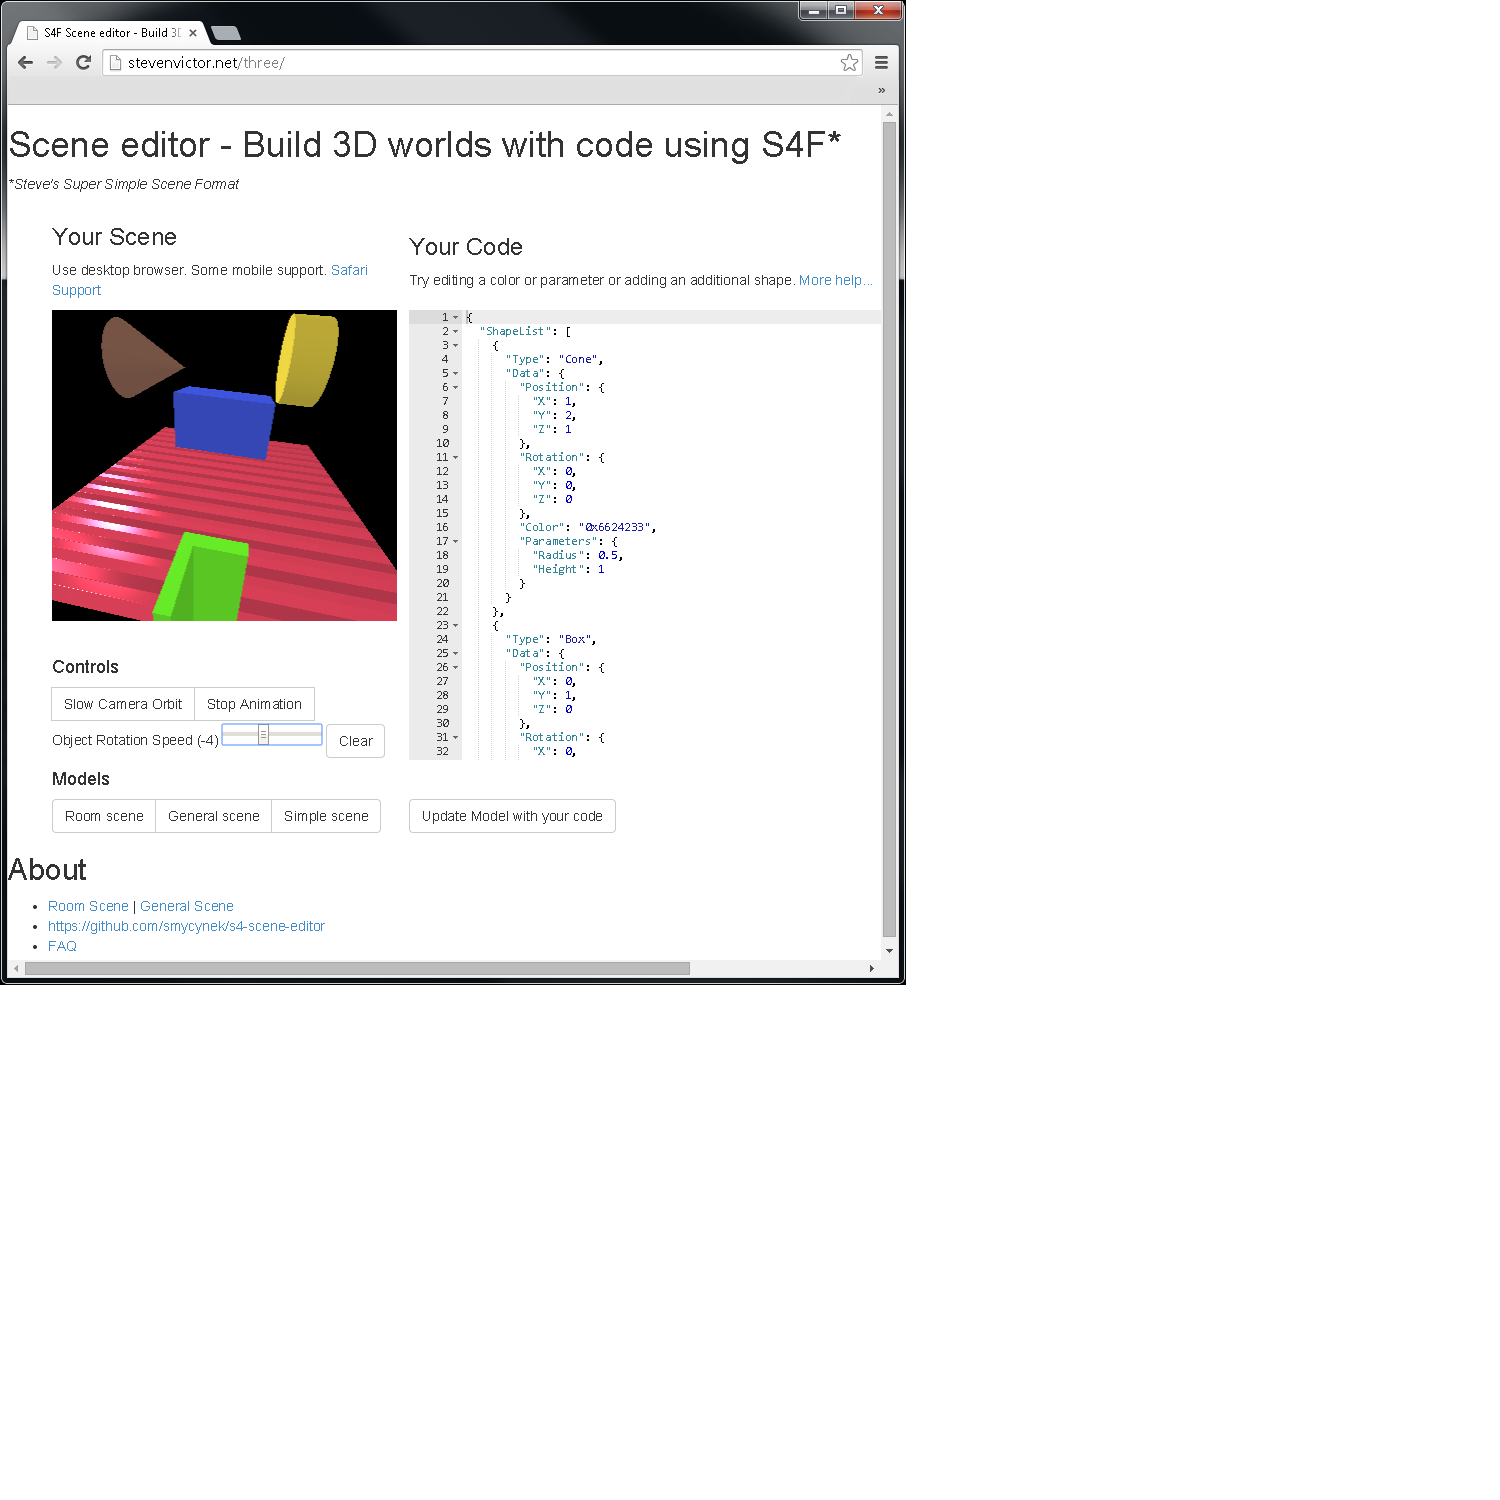 S4F Scene editor - Build 3D
stevenvictor.net/three/
»
Scene editor - Build 3D worlds with code using S4F*
*Steve's Super Simple Scene Format
Your Scene
Use desktop browser. Some mobile support. Safari
Support
Your Code
Try editing a color or parameter or adding an additional shape. More help...
1 {
2 "ShapeList": [
3 {
4 "Type": "Cone",
5 "Data": {
6 "Position": {
7 "X": 1,
8 "Y": 2,
9 "Z": 1
10 },
11 "Rotation": {
12 "X": 0,
13 "Y": 0,
14 "Z": 0
15 },
16 "Color": "0x6624233",
17 "Parameters": {
18 "Radius": 0.5,
19 "Height": 1
20 }
21 }
22 },
23 {
24 "Type": "Box",
25 "Data": {
26 "Position": {
27 "X": 0,
28 "Y": 1,
29 "Z": 0
30 },
31 "Rotation": {
32 "X": 0,
Controls
Slow Camera Orbit
Stop Animation
Object Rotation Speed (-4)
Clear
Models
Room scene
General scene
Simple scene
Update Model with your code
About
• Room Scene | General Scene
• https://github.com/smycynek/s4-scene-editor
• FAQ